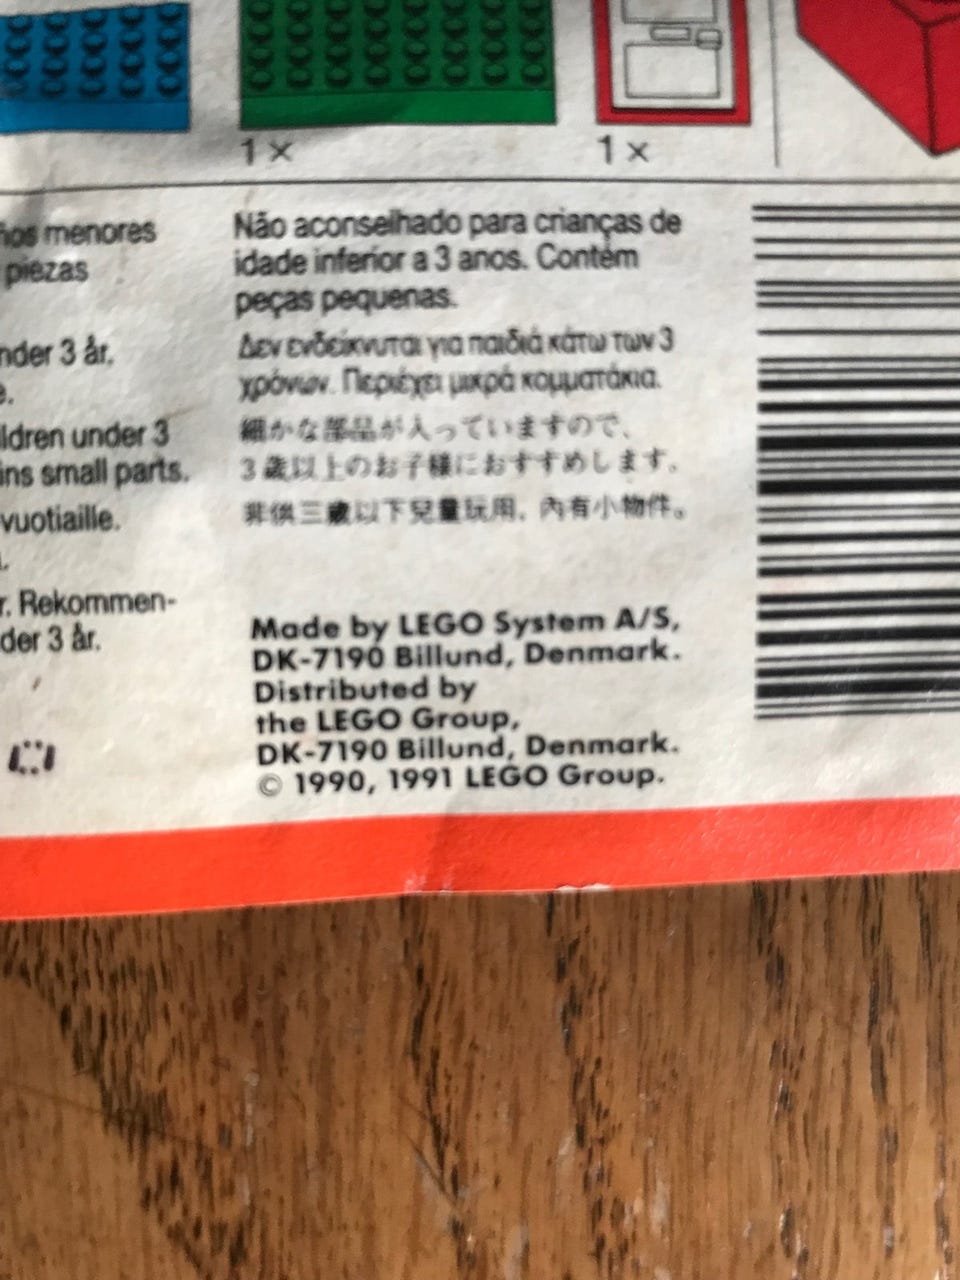 1×
1×
ños menores
piezas
nder 3 år.
e.
ldren under 3
ins small parts.
vuotiaille.
r. Rekommen-
der 3 år.
Não aconselhado para crianças de
idade inferior a 3 anos. Contém
peças pequenas.
Δεν ενδείκνυται για παιδιά κάτω των 3
χρόνων. Περιέχει μικρά κομματάκια.
細かな部品が入っていますので、
3歳以上のお子様におすすめします。
非供三歲以下兒童玩用，內有小物件。
Made by LEGO System A/S,
DK-7190 Billund, Denmark.
Distributed by
the LEGO Group,
DK-7190 Billund, Denmark.
© 1990, 1991 LEGO Group.